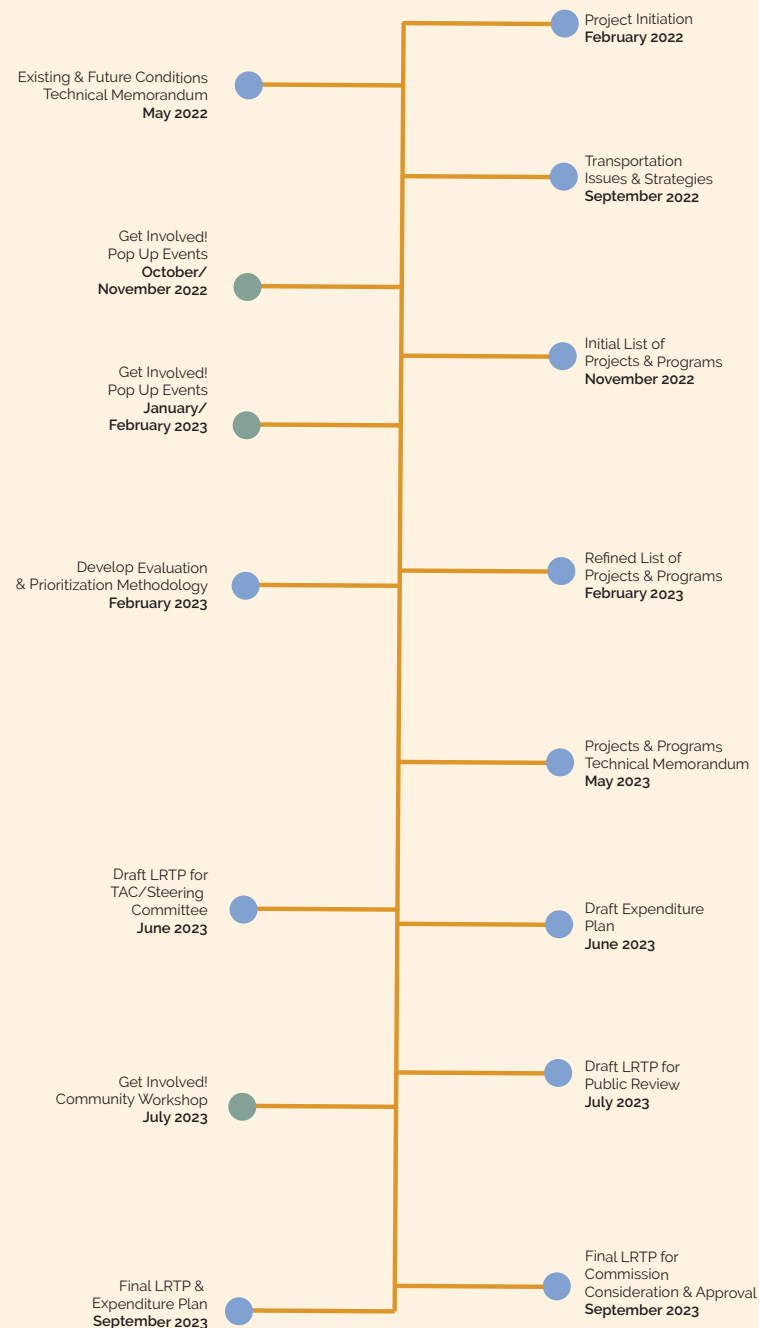 Project Initiation
February 2022
Existing & Future Conditions
Technical Memorandum
May 2022
Transportation
Issues & Strategies
September 2022
Get Involved!
Pop Up Events
October/
November 2022
Initial List of
Projects & Programs
November 2022
Get Involved!
Pop Up Events
January/
February 2023
Refined List of
Projects & Programs
February 2023
Develop Evaluation
& Prioritization Methodology
February 2023
Projects & Programs
Technical Memorandum
May 2023
Draft LRTP for
TAC/Steering
Committee
June 2023
Draft Expenditure
Plan
June 2023
Draft LRTP for
Public Review
July 2023
Get Involved!
Community Workshop
July 2023
Final LRTP for
Commission
Consideration & Approval
September 2023
Final LRTP &
Expenditure Plan
September 2023